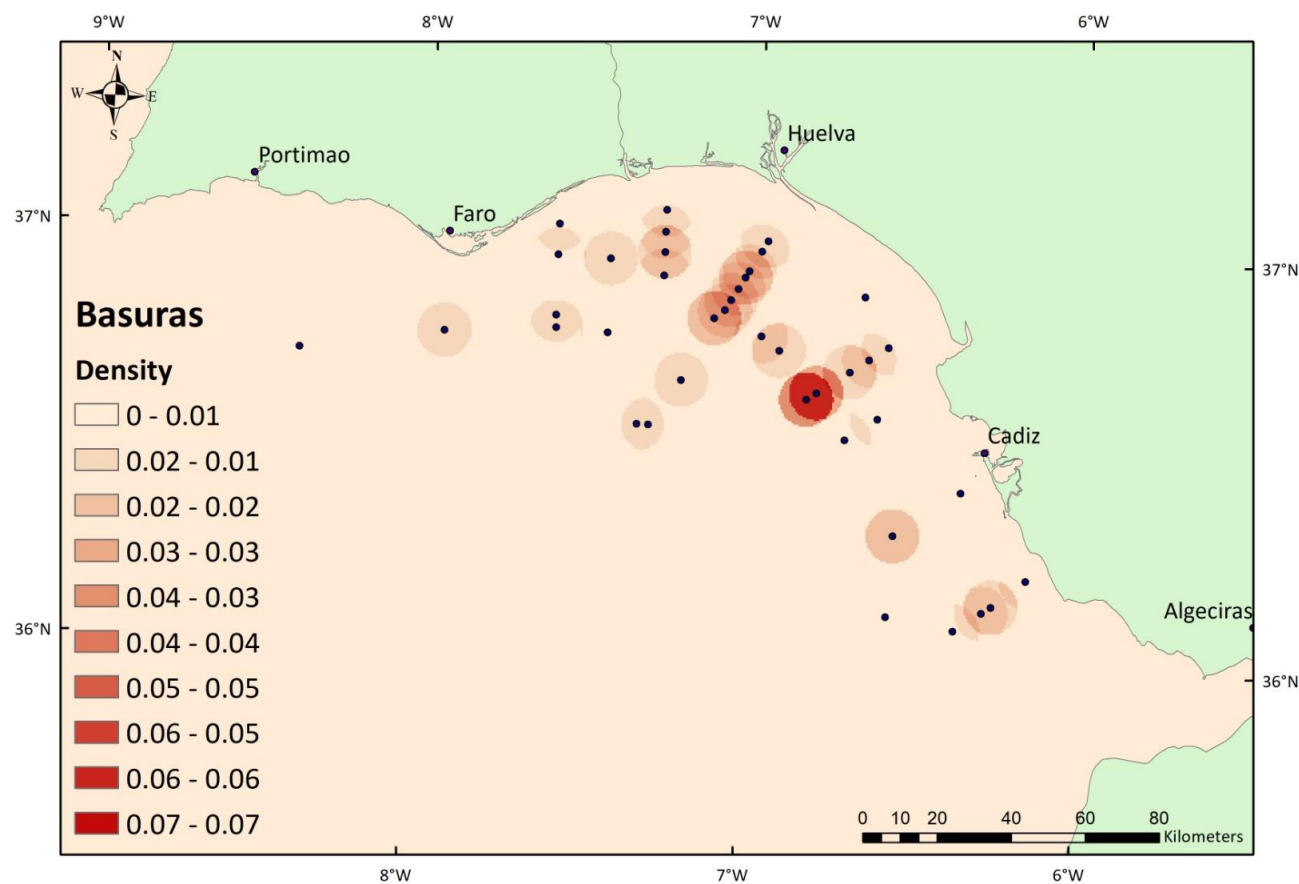 9°W 8°W 7°W 6°W
N
W E
S
Huelva
Portimao
37°N
Faro
37°N
Basuras
Density
0 - 0.01
0.02 - 0.01
0.02 - 0.02
0.03 - 0.03
0.04 - 0.03
0.04 - 0.04
0.05 - 0.05
0.06 - 0.05
0.06 - 0.06
0.07 - 0.07
Cadiz
Algeciras
36°N
36°N
0 10 20 40 60 80
Kilometers
8°W 7°W 6°W